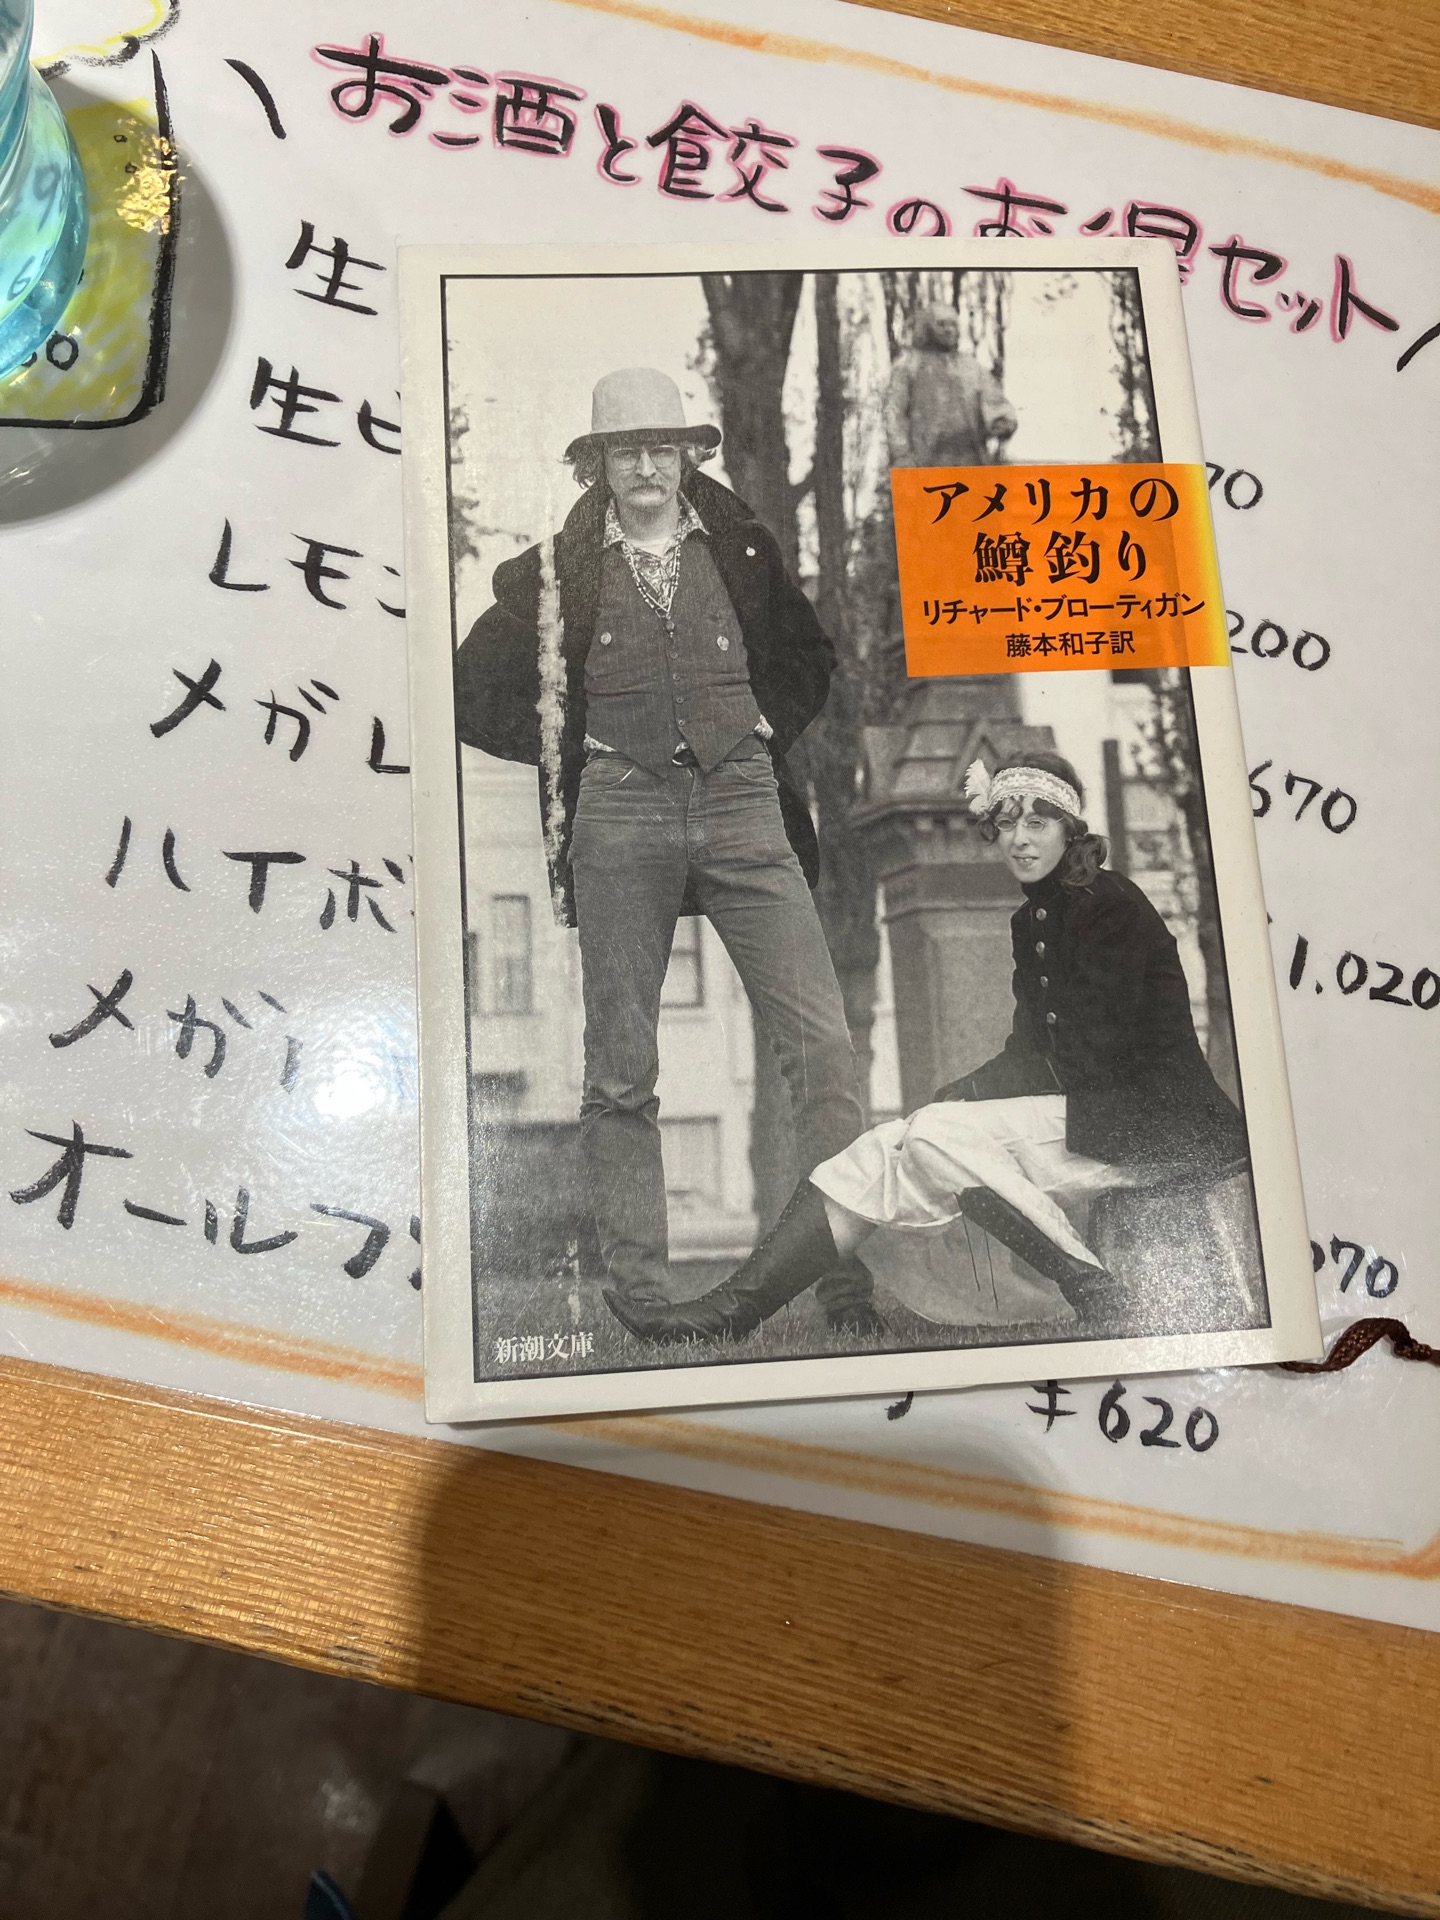 お酒と餃子のお得セット
生
生ビ
70
レモン
200
メガレ
670
ハイボ
1.020
メガ
オール
070
¥620
アメリカの
鱒釣り
リチャード・ブローティガン
藤本和子訳
新潮文庫